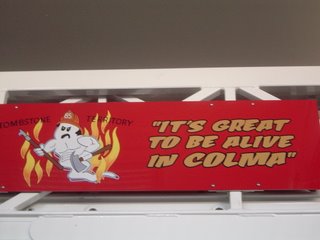 TOMBSTONE TERRITORY
"IT'S GREAT
TO BE ALIVE
IN COLMA"